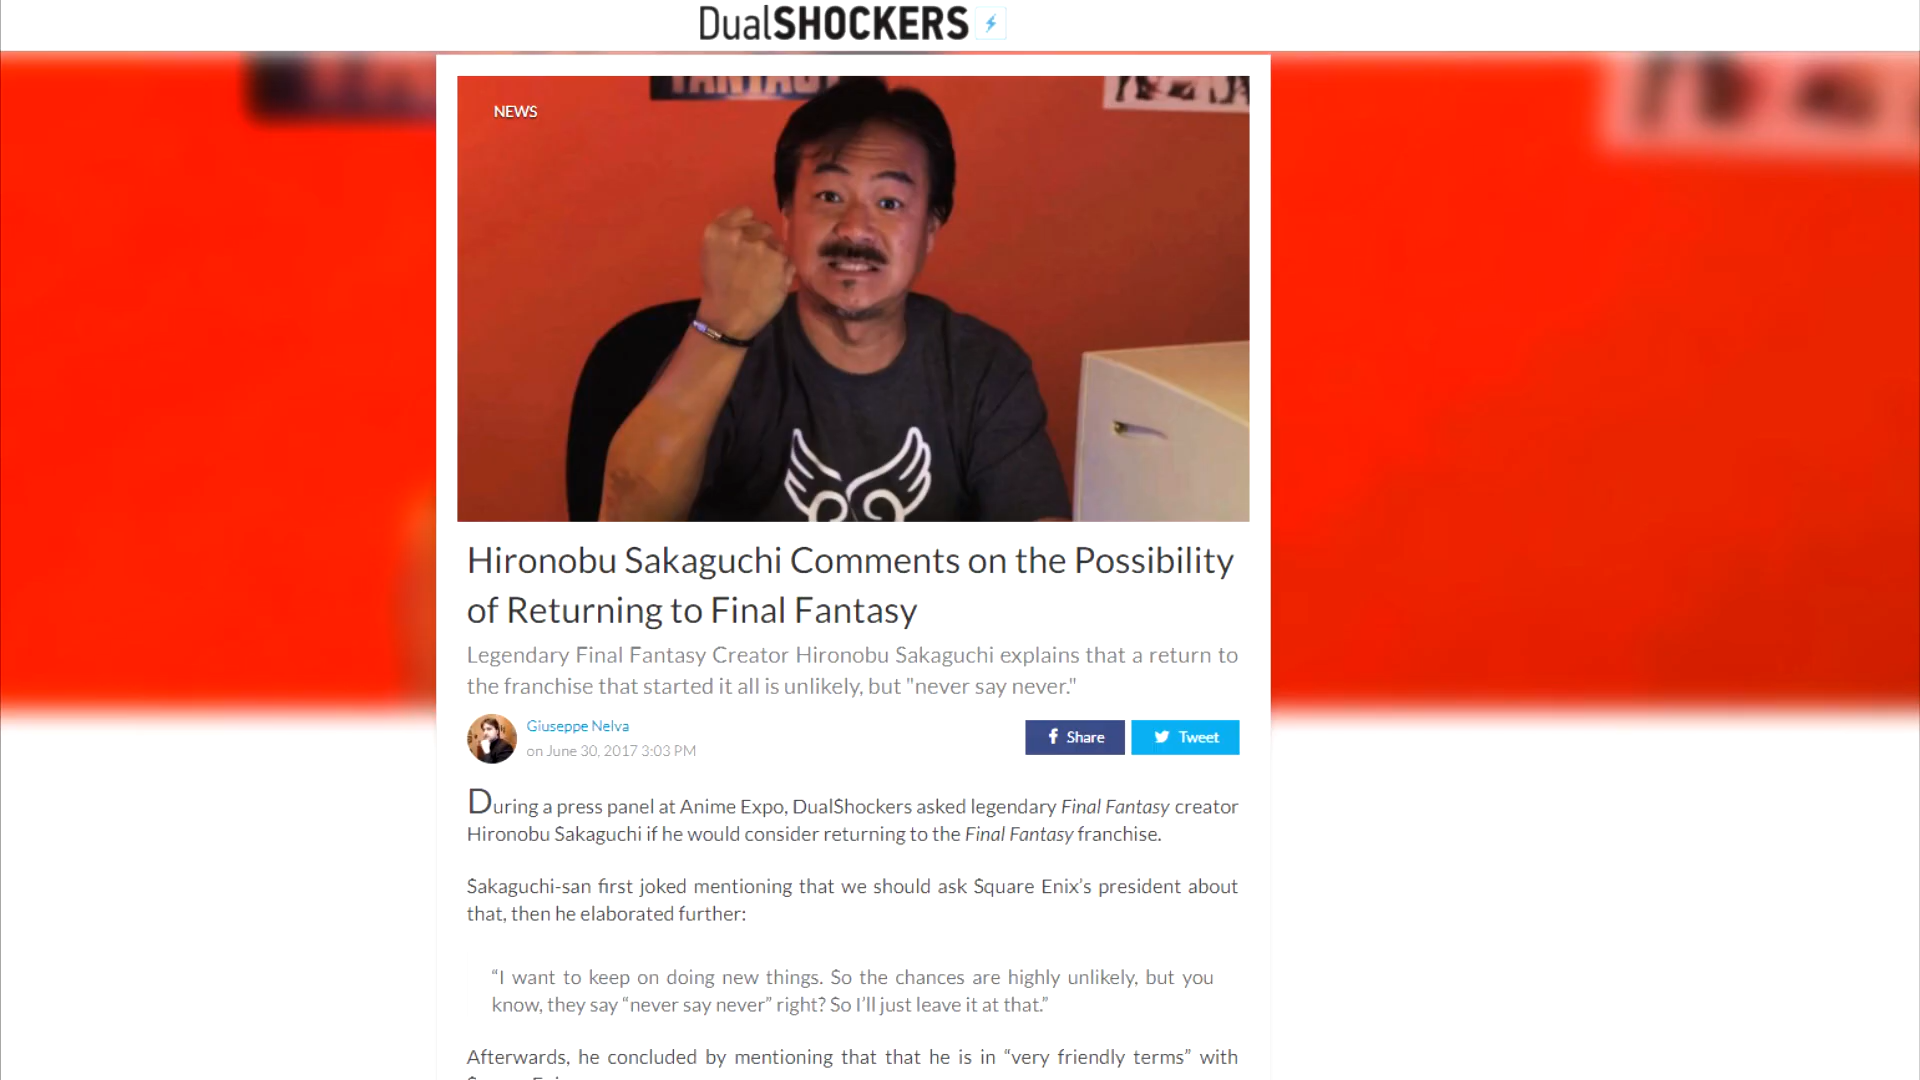 DualSHOCKERS
NEWS
Hironobu Sakaguchi Comments on the Possibility
of Returning to Final Fantasy
Legendary Final Fantasy Creator Hironobu Sakaguchi explains that a return to
the franchise that started it all is unlikely, but "never say never."
Giuseppe Nelva
on June 30, 2017 3:03 PM
Share
Tweet
During a press panel at Anime Expo, DualShockers asked legendary Final Fantasy creator
Hironobu Sakaguchi if he would consider returning to the Final Fantasy franchise.
Sakaguchi-san first joked mentioning that we should ask Square Enix’s president about
that, then he elaborated further:
“I want to keep on doing new things. So the chances are highly unlikely, but you
know, they say “never say never” right? So I’ll just leave it at that.”
Afterwards, he concluded by mentioning that that he is in “very friendly terms” with